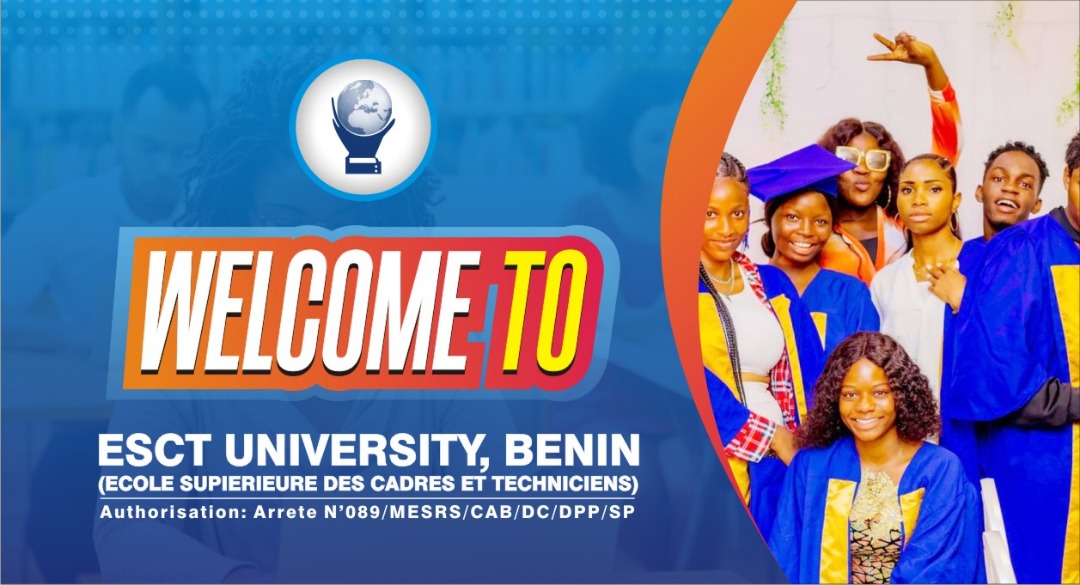 WELCOME TO
ESCT UNIVERSITY, BENIN
(ECOLE SUPIERIEURE DES CADRES ET TECHNICIENS)
Authorisation: Arrete N'089/MESRS/CAB/DC/DPP/SP